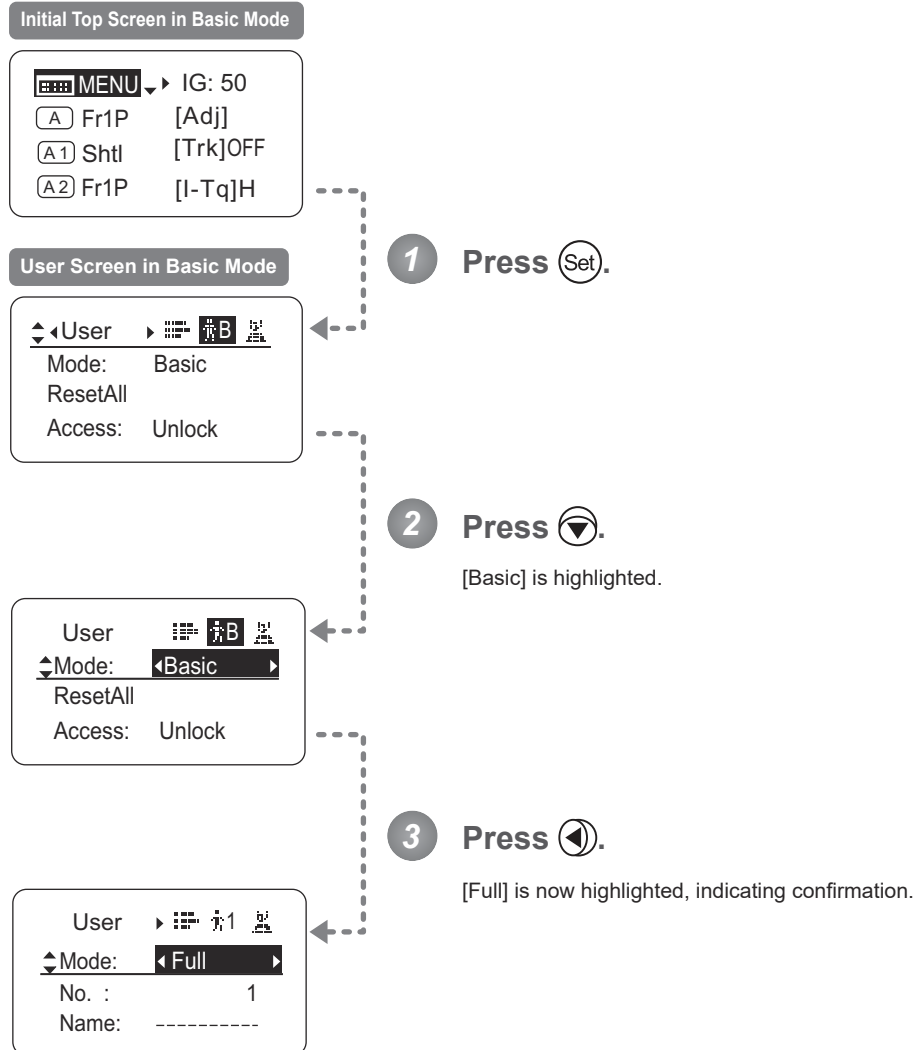 Initial Top Screen in Basic Mode
MENU IG: 50
A Fr1P [Adj]
A1 Shtl [Trk]OFF
A2 Fr1P [I-Tq]H
1 Press Set.
User Screen in Basic Mode
User B
Mode: Basic
ResetAll
Access: Unlock
2 Press .
[Basic] is highlighted.
User B
Mode: Basic
ResetAll
Access: Unlock
3 Press .
[Full] is now highlighted, indicating confirmation.
User 1
Mode: Full
No. : 1
Name: ----------